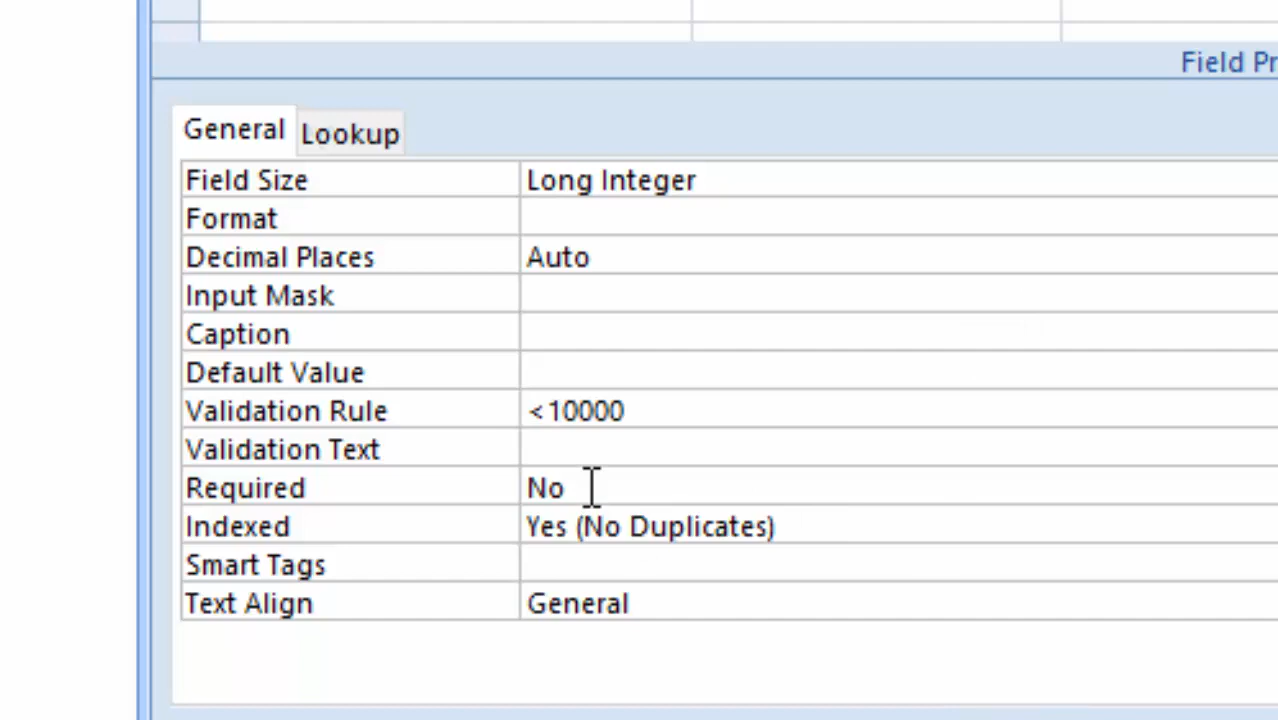 Field Pr
General Lookup
Field Size Long Integer
Format
Decimal Places Auto
Input Mask
Caption
Default Value
Validation Rule <10000
Validation Text
Required No
Indexed Yes (No Duplicates)
Smart Tags
Text Align General